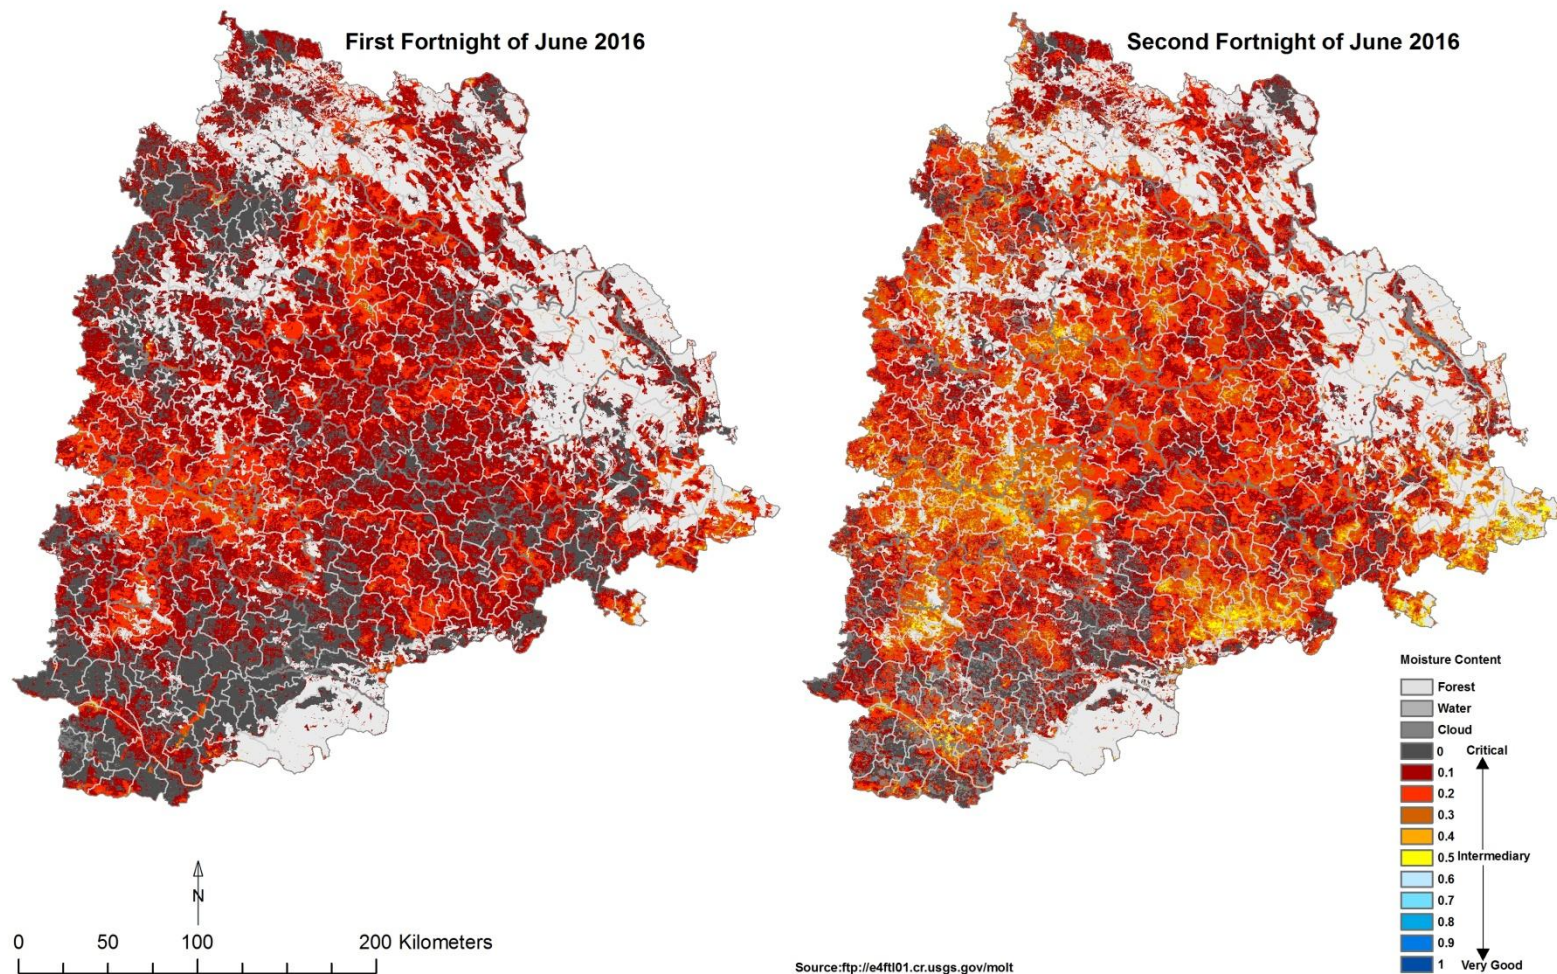 First Fortnight of June 2016
Second Fortnight of June 2016
Moisture Content
Forest
Water
Cloud
0 Critical
0.1
0.2
0.3
0.4
0.5 Intermediary
0.6
0.7
0.8
0.9
1 Very Good
N
0 50 100 200 Kilometers
Source:ftp://e4ftl01.cr.usgs.gov/molt